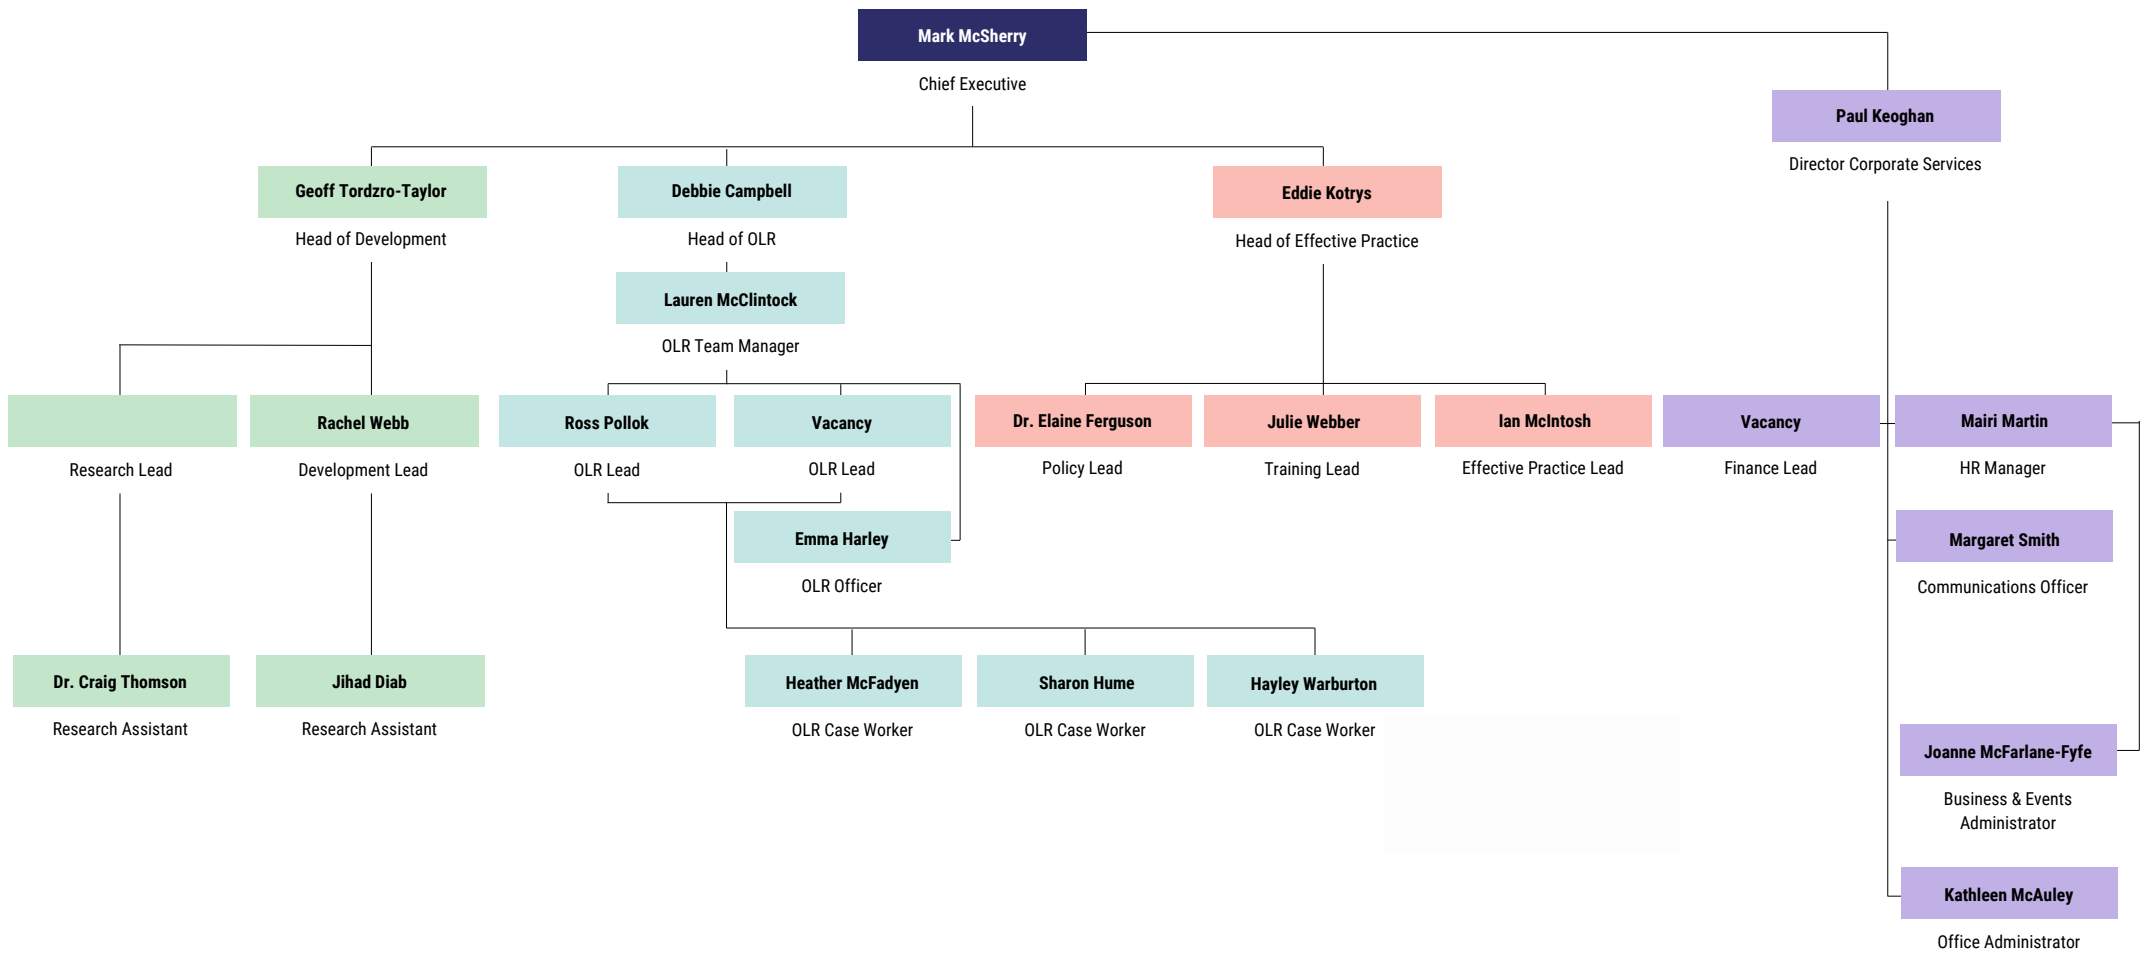 Mark McSherry
Chief Executive
Paul Keoghan
Director Corporate Services
Geoff Tordzro-Taylor
Head of Development
Debbie Campbell
Head of OLR
Eddie Kotrys
Head of Effective Practice
Lauren McClintock
OLR Team Manager
Research Lead
Rachel Webb
Development Lead
Ross Pollok
OLR Lead
Vacancy
OLR Lead
Dr. Elaine Ferguson
Policy Lead
Julie Webber
Training Lead
Ian McIntosh
Effective Practice Lead
Vacancy
Finance Lead
Mairi Martin
HR Manager
Emma Harley
OLR Officer
Margaret Smith
Communications Officer
Dr. Craig Thomson
Research Assistant
Jihad Diab
Research Assistant
Heather McFadyen
OLR Case Worker
Sharon Hume
OLR Case Worker
Hayley Warburton
OLR Case Worker
Joanne McFarlane-Fyfe
Business & Events
Administrator
Kathleen McAuley
Office Administrator